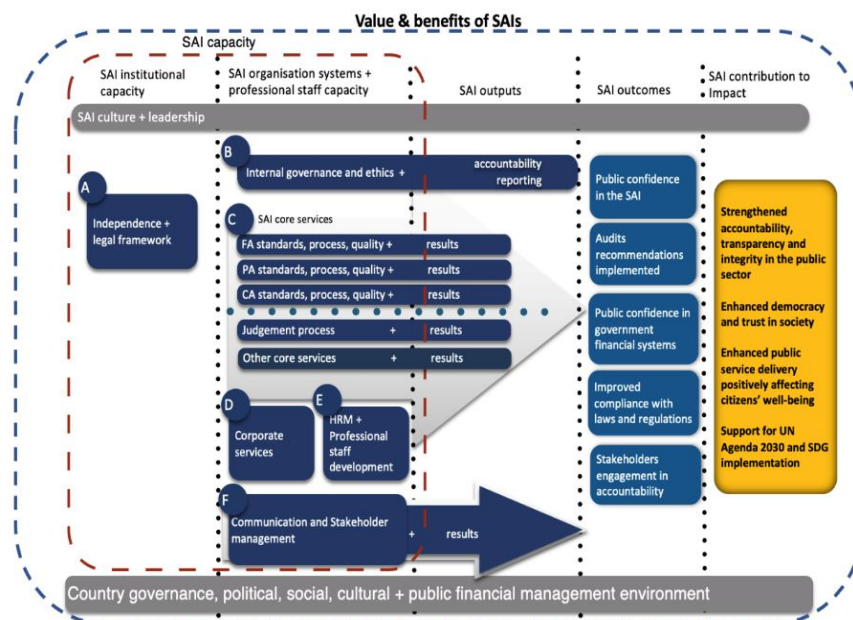 Value & benefits of SAIs
SAI capacity
SAI institutional
capacity
SAI organisation systems +
professional staff capacity
SAI outputs
SAI outcomes
SAI contribution to
Impact
SAI culture + leadership
A
Independence +
legal framework
B
Internal governance and ethics +
accountability
reporting
C
SAI core services
FA standards, process, quality + results
PA standards, process, quality + results
CA standards, process, quality + results
Judgement process + results
Other core services + results
D
Corporate
services
E
HRM +
Professional
staff
development
F
Communication and Stakeholder
management
+ results
Public confidence
in the SAI
Audits
recommendations
implemented
Public confidence in
government
financial systems
Improved
compliance with
laws and regulations
Stakeholders
engagement in
accountability
Strengthened
accountability,
transparency and
integrity in the public
sector
Enhanced democracy
and trust in society
Enhanced public
service delivery
positively affecting
citizens' well-being
Support for UN
Agenda 2030 and SDG
implementation
Country governance, political, social, cultural + public financial management environment